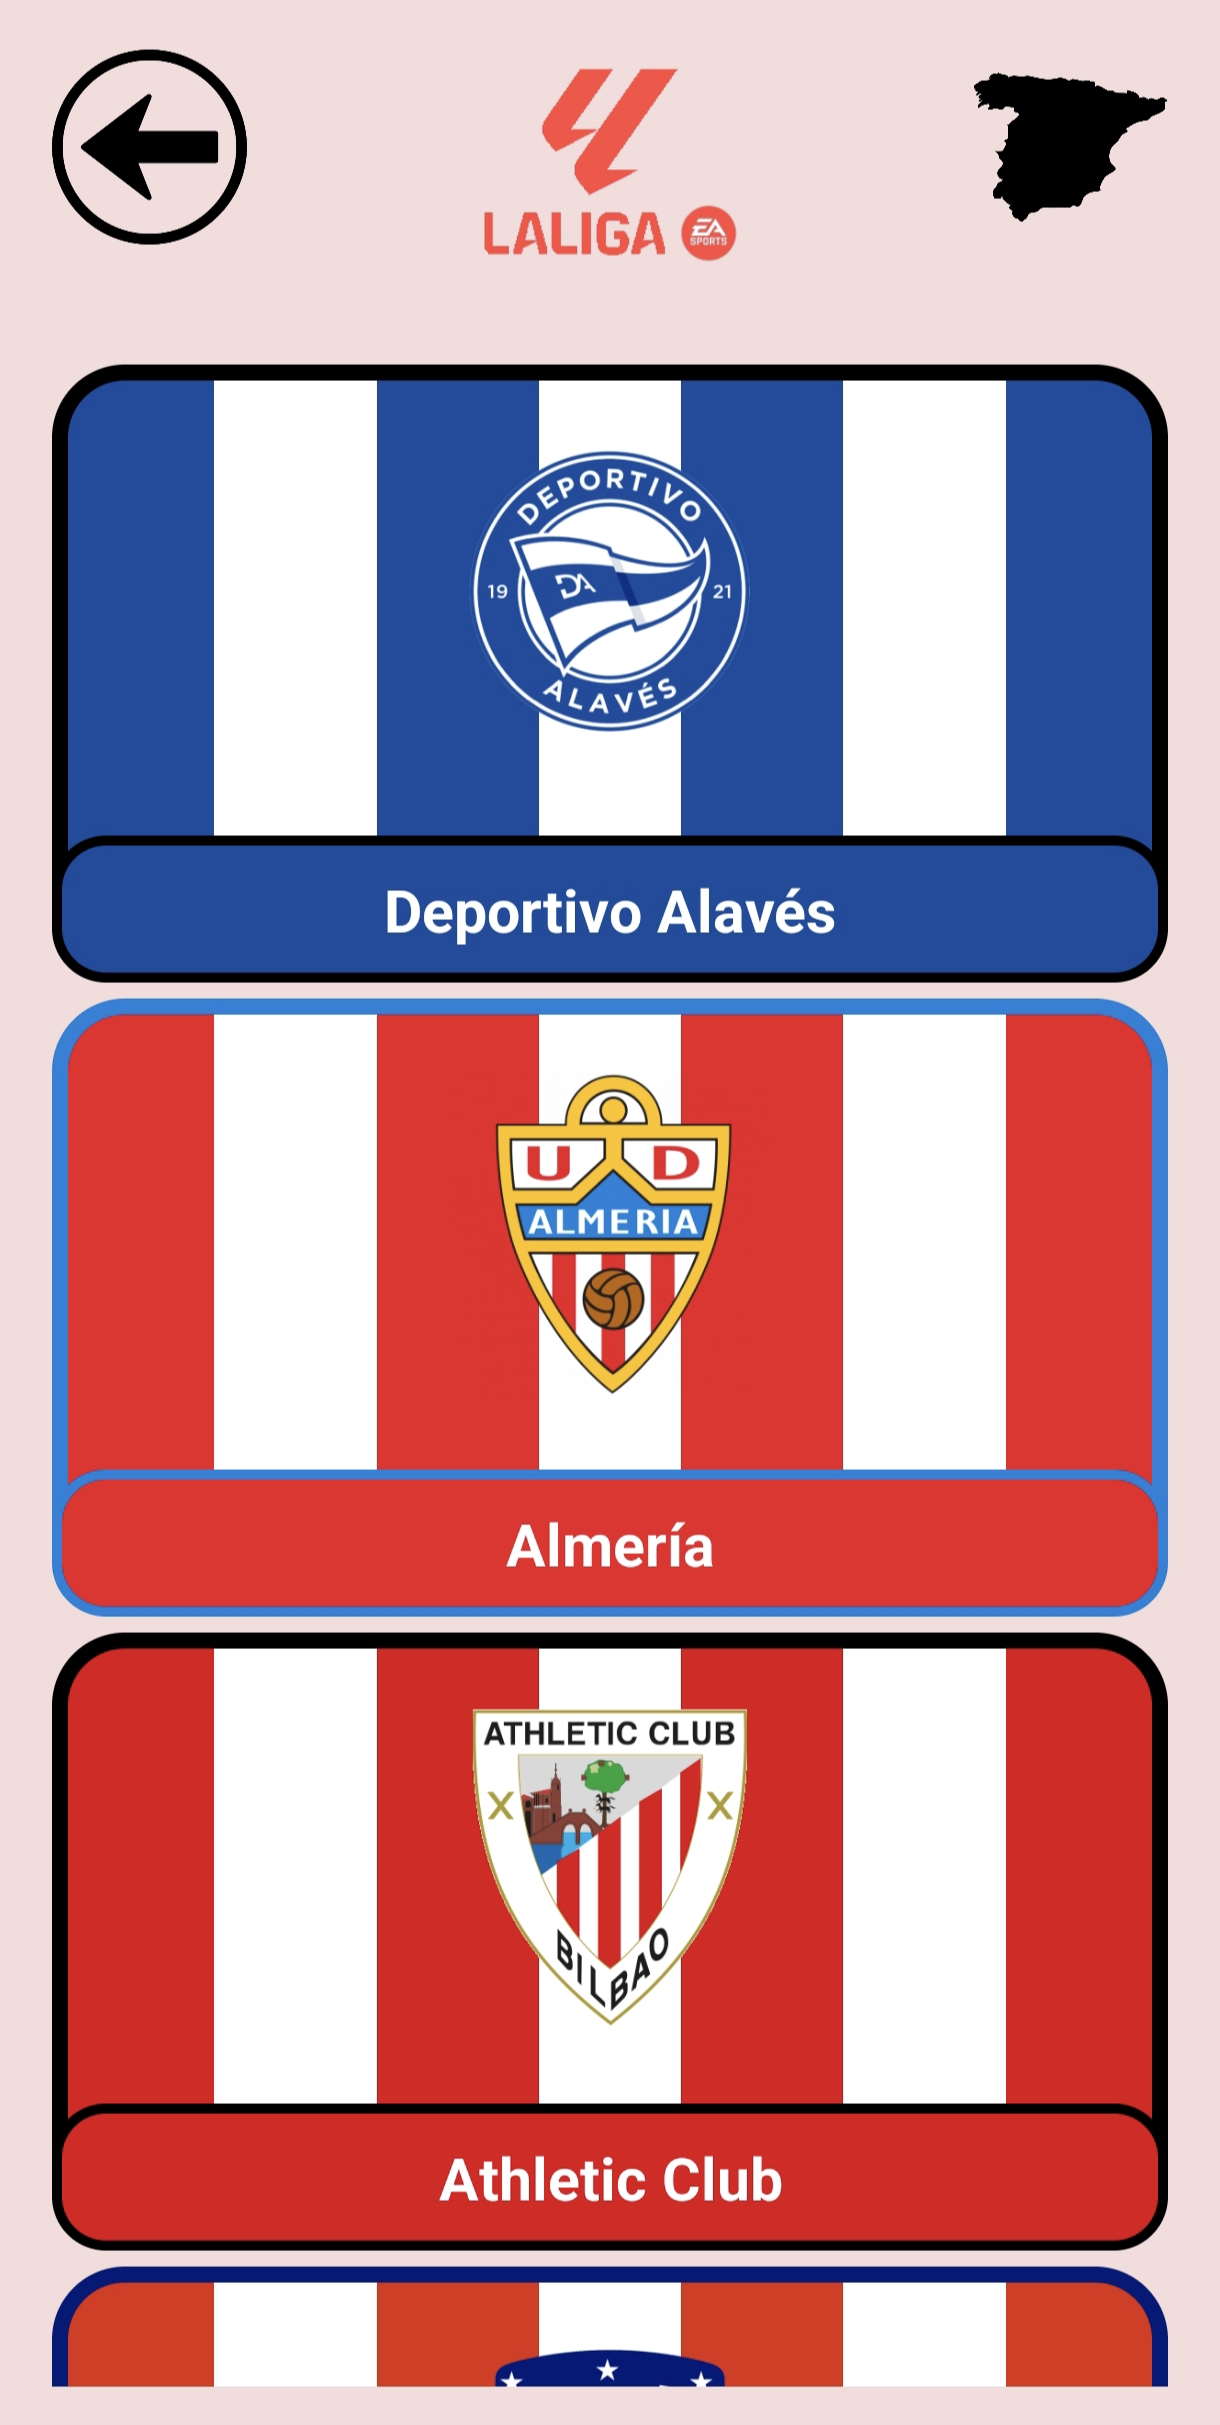 LALIGA
EA
SPORTS
DEPORTIVO
19 DA 21
ALAVÉS
Deportivo Alavés
U D
ALMERIA
Almería
ATHLETIC CLUB
BILBAO
Athletic Club